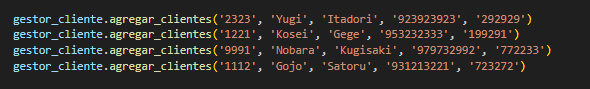 gestor_cliente.agregar_clientes('2323', 'Yugi', 'Itadori', '923923923', '292929')
gestor_cliente.agregar_clientes('1221', 'Kosei', 'Gege', '953232333', '199291')
gestor_cliente.agregar_clientes('9991', 'Nobara', 'Kugisaki', '979732992', '772233')
gestor_cliente.agregar_clientes('1112', 'Gojo', 'Satoru', '931213221', '723272')